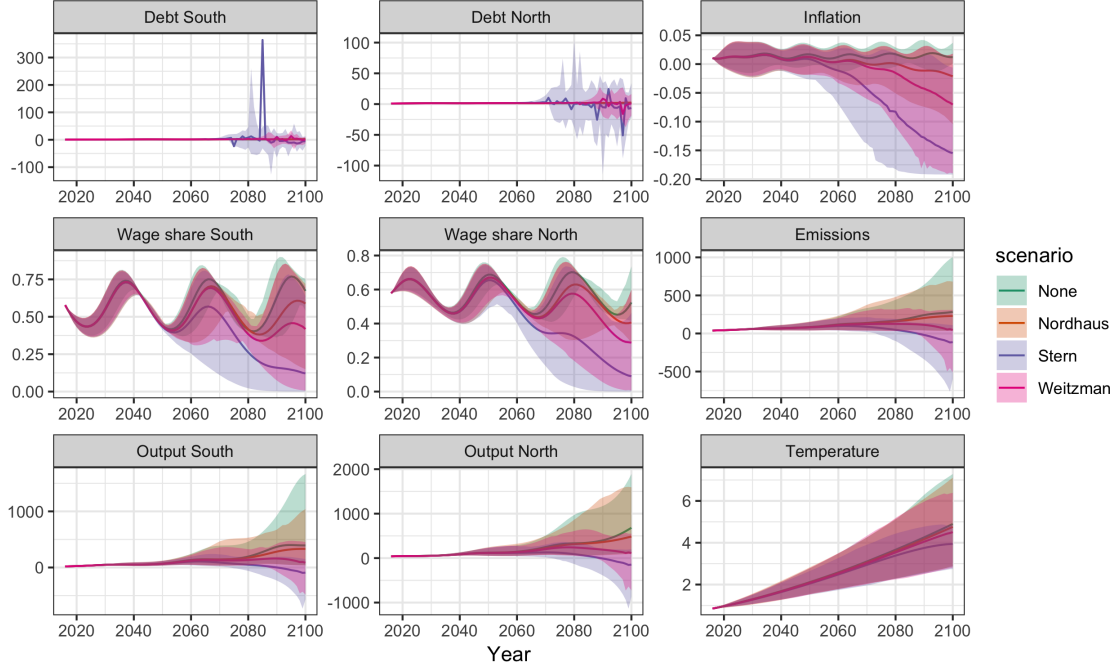 Debt South
Debt North
Inflation
300
200
100
0
-100
2020 2040 2060 2080 2100
100
50
0
-50
-100
2020 2040 2060 2080 2100
0.05
0.00
-0.05
-0.10
-0.15
-0.20
2020 2040 2060 2080 2100
Wage share South
Wage share North
Emissions
0.75
0.50
0.25
0.00
2020 2040 2060 2080 2100
0.8
0.6
0.4
0.2
0.0
2020 2040 2060 2080 2100
1000
500
0
-500
2020 2040 2060 2080 2100
Output South
Output North
Temperature
1000
0
2020 2040 2060 2080 2100
2000
1000
0
-1000
2020 2040 2060 2080 2100
6
4
2
2020 2040 2060 2080 2100
Year
scenario
None
Nordhaus
Stern
Weitzman